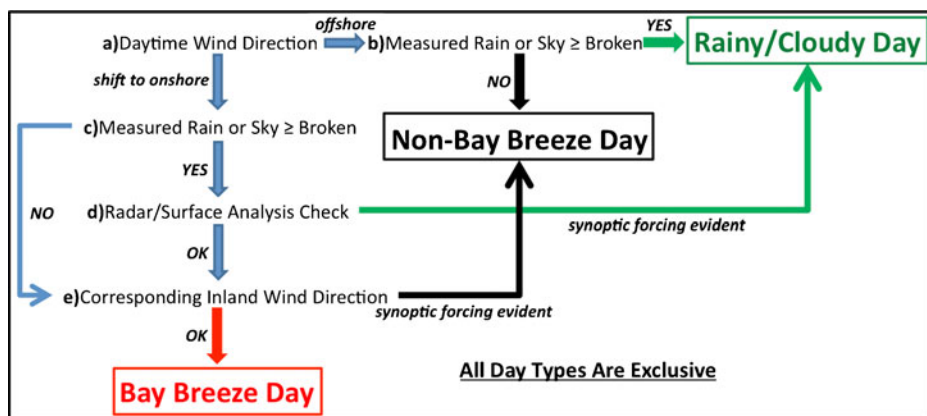 offshore
YES
a)Daytime Wind Direction
b)Measured Rain or Sky ≥ Broken
Rainy/Cloudy Day
shift to onshore
NO
c)Measured Rain or Sky ≥ Broken
Non-Bay Breeze Day
YES
NO
d)Radar/Surface Analysis Check
synoptic forcing evident
OK
e)Corresponding Inland Wind Direction
synoptic forcing evident
OK
All Day Types Are Exclusive
Bay Breeze Day